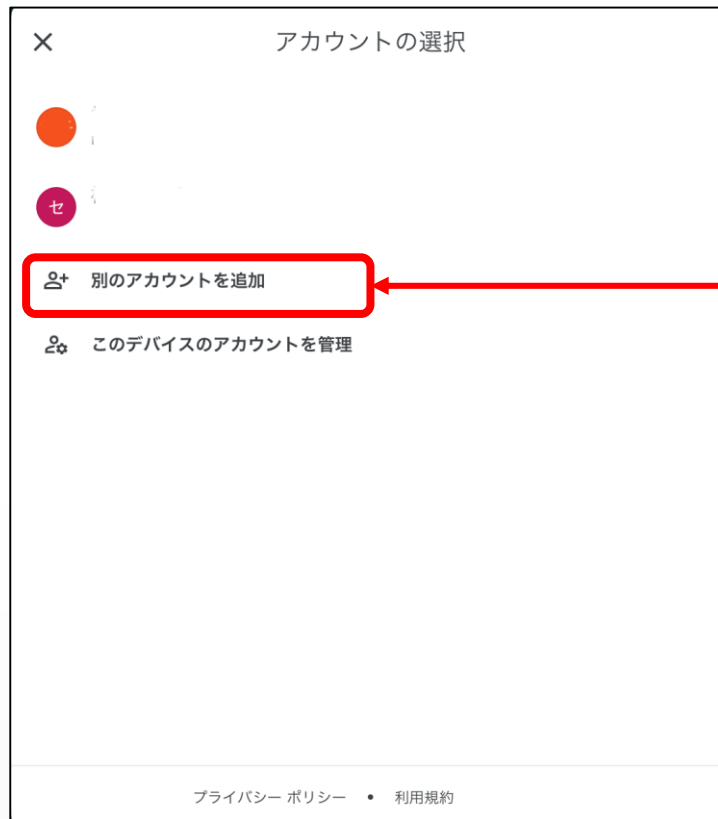 アカウントの選択
セ
別のアカウントを追加
このデバイスのアカウントを管理
プライバシー ポリシー • 利用規約